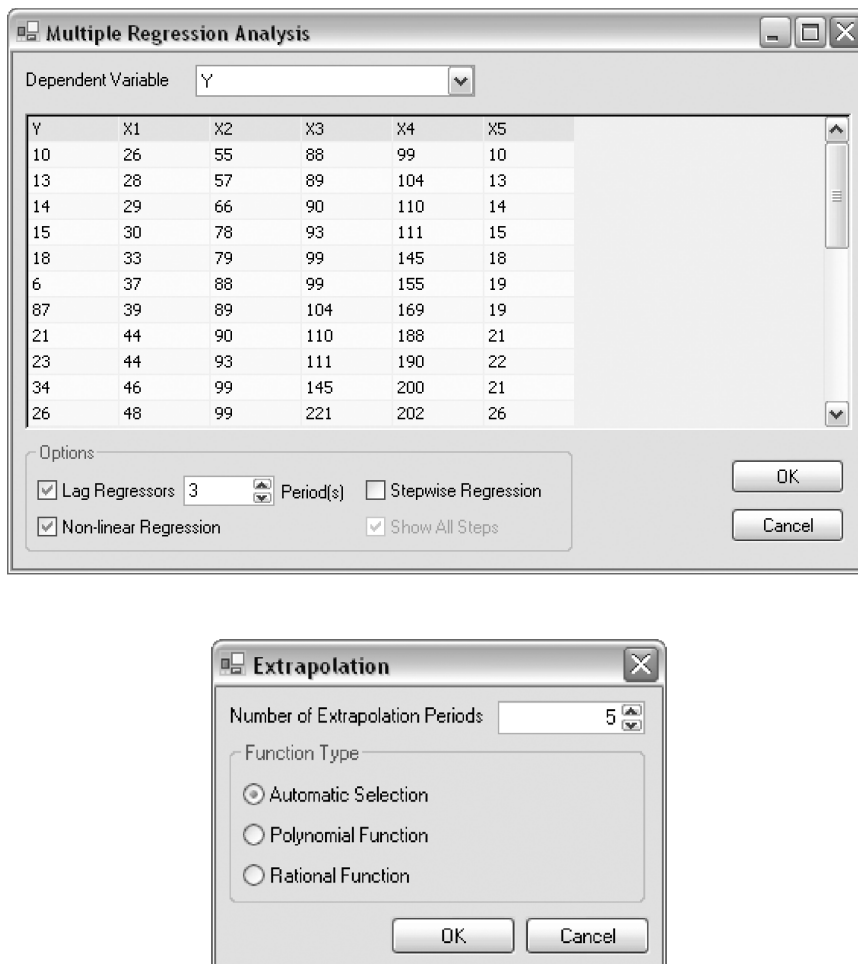 Multiple Regression Analysis
Dependent Variable Y
Y X1 X2 X3 X4 X5
10 26 55 88 99 10
13 28 57 89 104 13
14 29 66 90 110 14
15 30 78 93 111 15
18 33 79 99 145 18
6 37 88 99 155 19
87 39 89 104 169 19
21 44 90 110 188 21
23 44 93 111 190 22
34 46 99 145 200 21
26 48 99 221 202 26
Options
Lag Regressors 3 Period(s) Stepwise Regression
Non-linear Regression Show All Steps
OK
Cancel
Extrapolation
Number of Extrapolation Periods 5
Function Type
Automatic Selection
Polynomial Function
Rational Function
OK Cancel